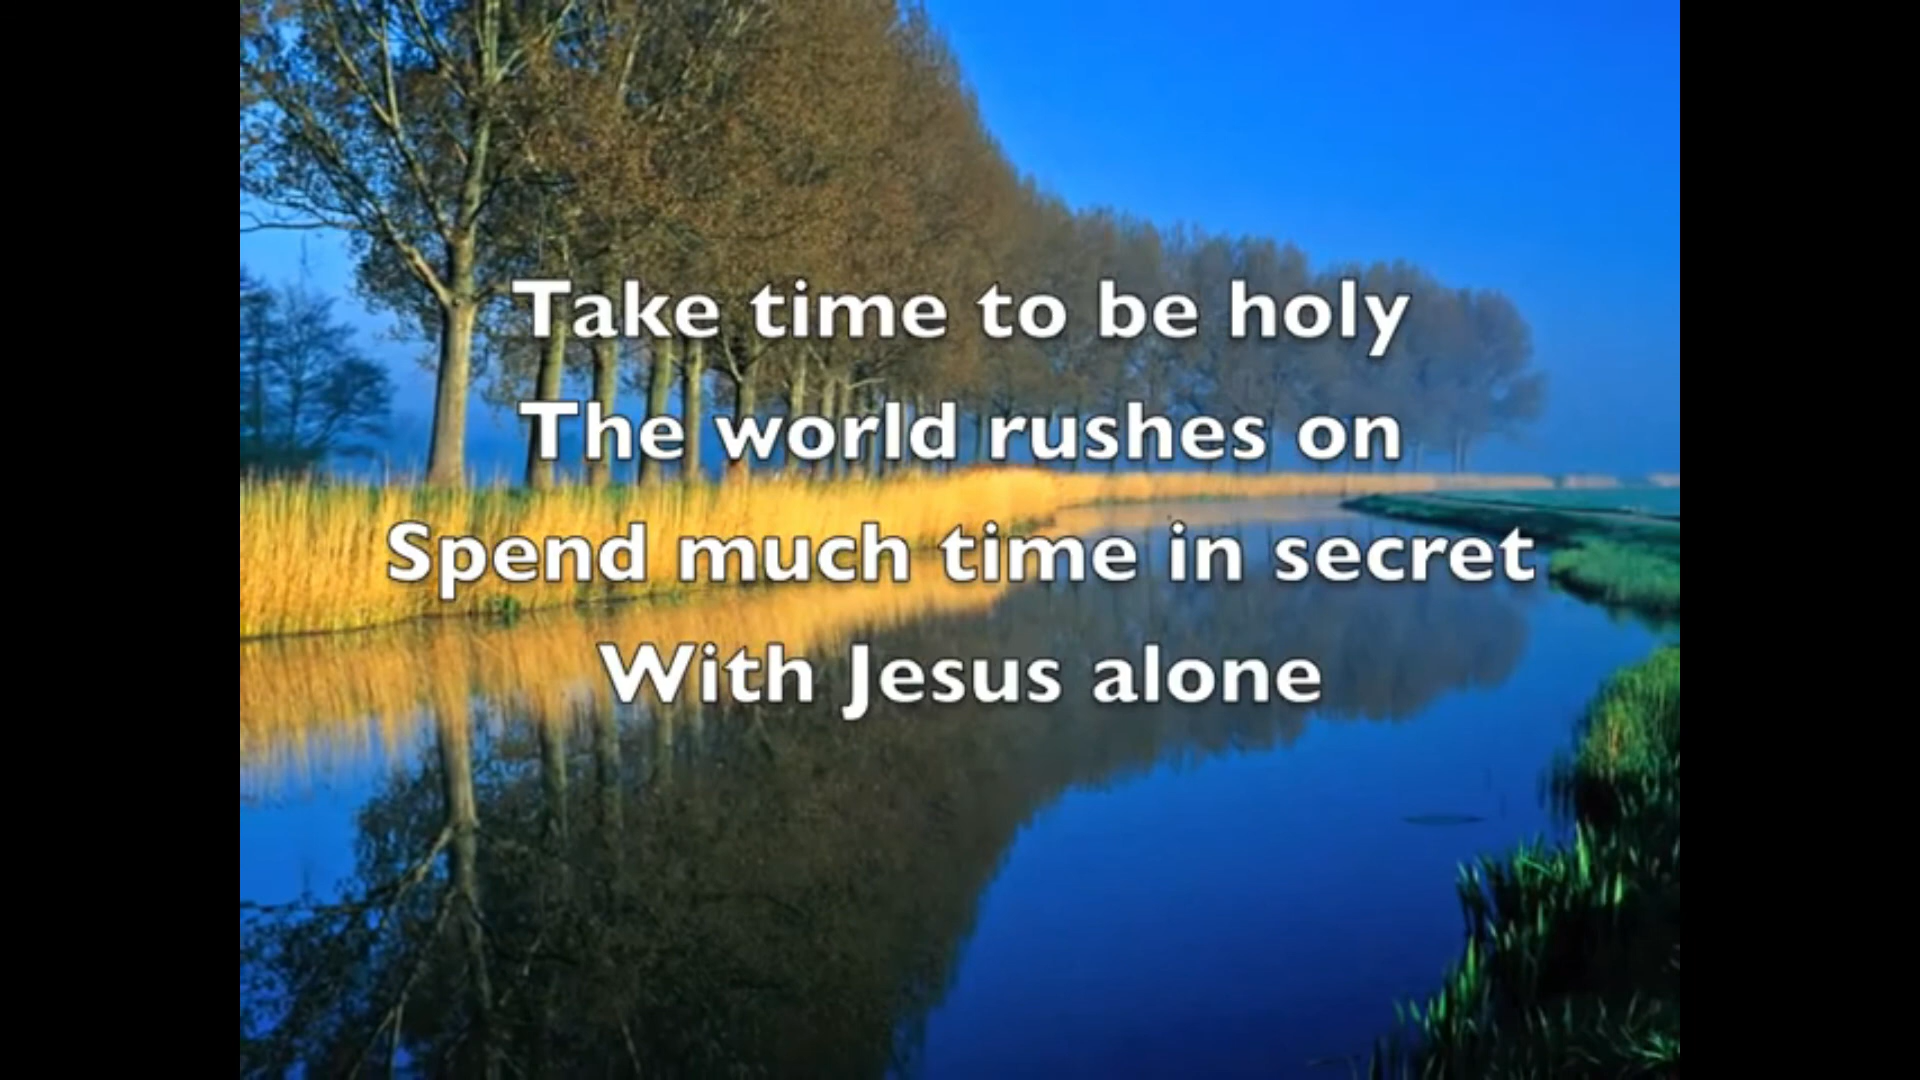 Take time to be holy
The world rushes on
Spend much time in secret
With Jesus alone